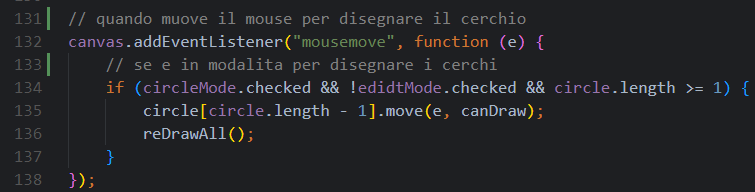 131 // quando muove il mouse per disegnare il cerchio
132 canvas.addEventListener("mousemove", function (e) {
133 // se e in modalita per disegnare i cerchi
134 if (circleMode.checked && !edidtMode.checked && circle.length >= 1) {
135 circle[circle.length - 1].move(e, canDraw);
136 reDrawAll();
137 }
138 });